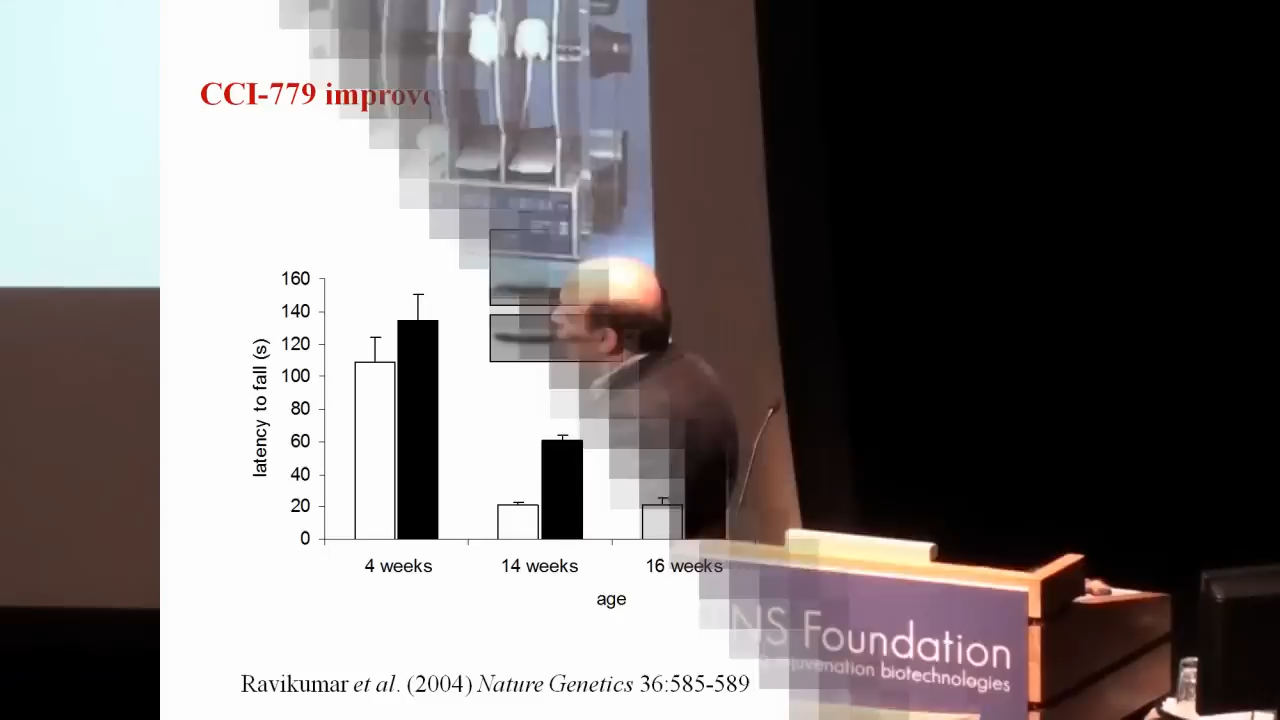 CCI-779 improv
160
140
120
100
80
60
40
20
0
latency to fall (s)
4 weeks
14 weeks
16 weeks
age
Ravikumar et al. (2004) Nature Genetics 36:585-589
NS Foundation
rejuvenation biotechnologies